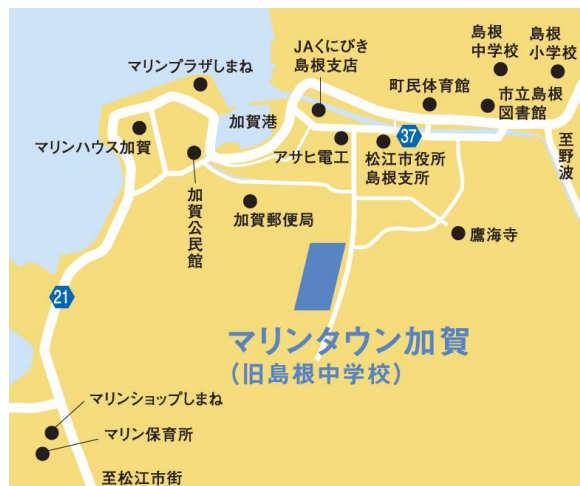 島根
中学校
島根
小学校
JAくにびき
島根支店
マリンプラザしまね
町民体育館
市立島根
図書館
加賀港
マリンハウス加賀
アサヒ電工
37
松江市役所
島根支所
至野波
加賀公民館
加賀郵便局
鷹海寺
21
マリンタウン加賀
(旧島根中学校)
マリンショップしまね
マリン保育所
至松江市街